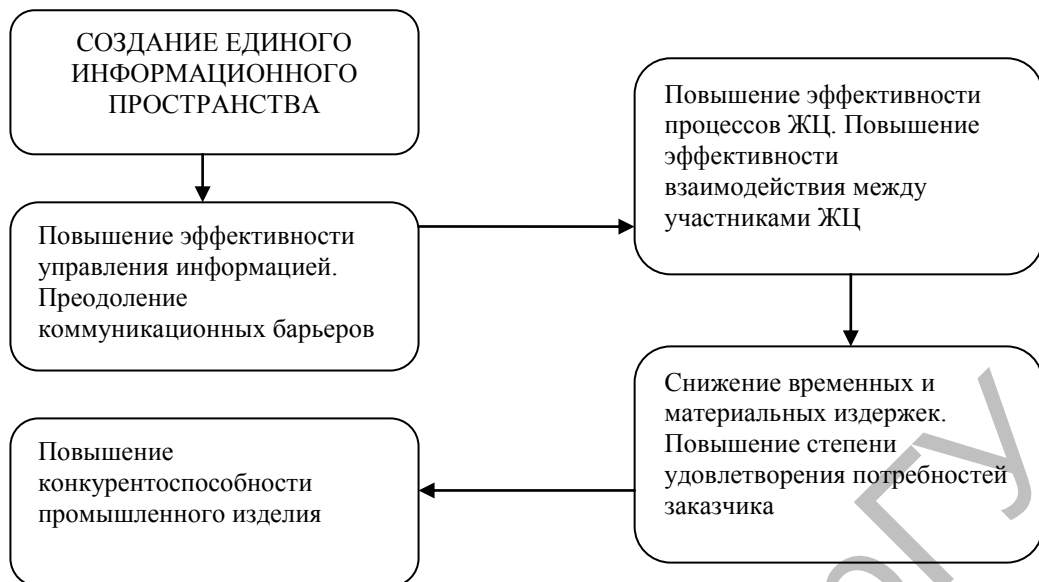 СОЗДАНИЕ ЕДИНОГО
ИНФОРМАЦИОННОГО
ПРОСТРАНСТВА
Повышение эффективности
управления информацией.
Преодоление
коммуникационных барьеров
Повышение эффективности
процессов ЖЦ. Повышение
эффективности
взаимодействия между
участниками ЖЦ
Снижение временных и
материальных издержек.
Повышение степени
удовлетворения потребностей
заказчика
Повышение
конкурентоспособности
промышленного изделия